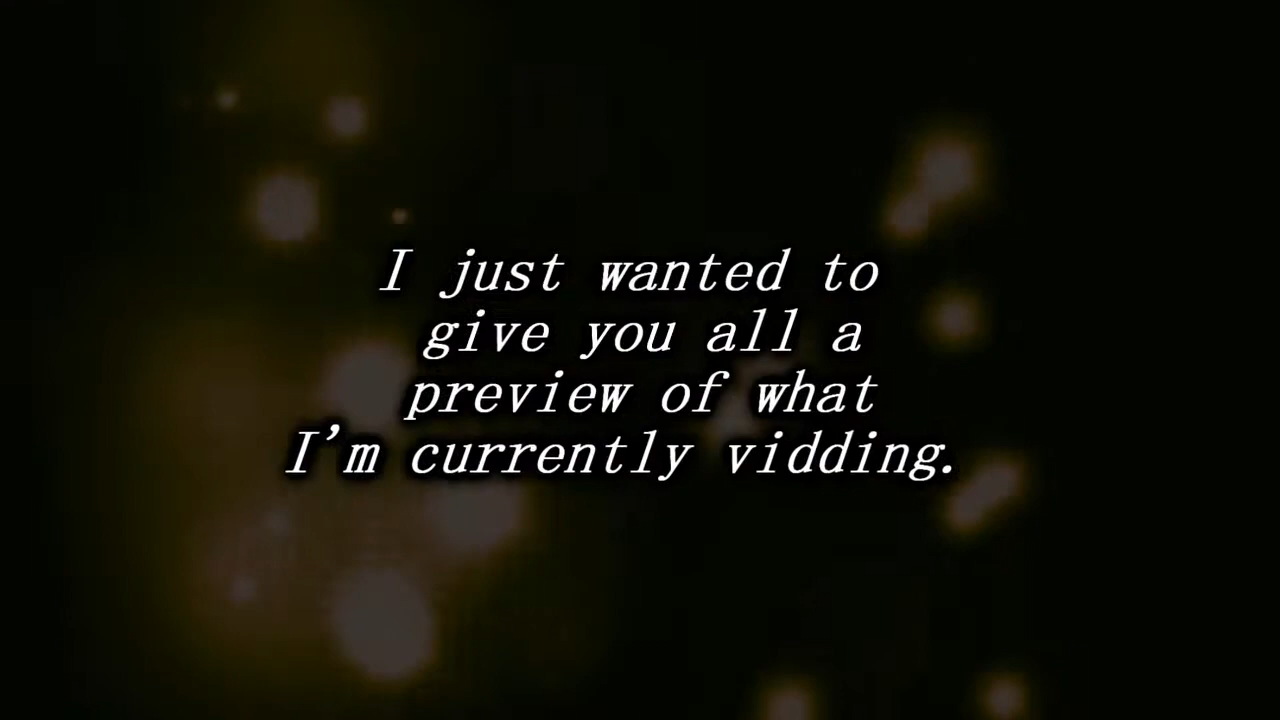 I just wanted to
give you all a
preview of what
I'm currently vidding.